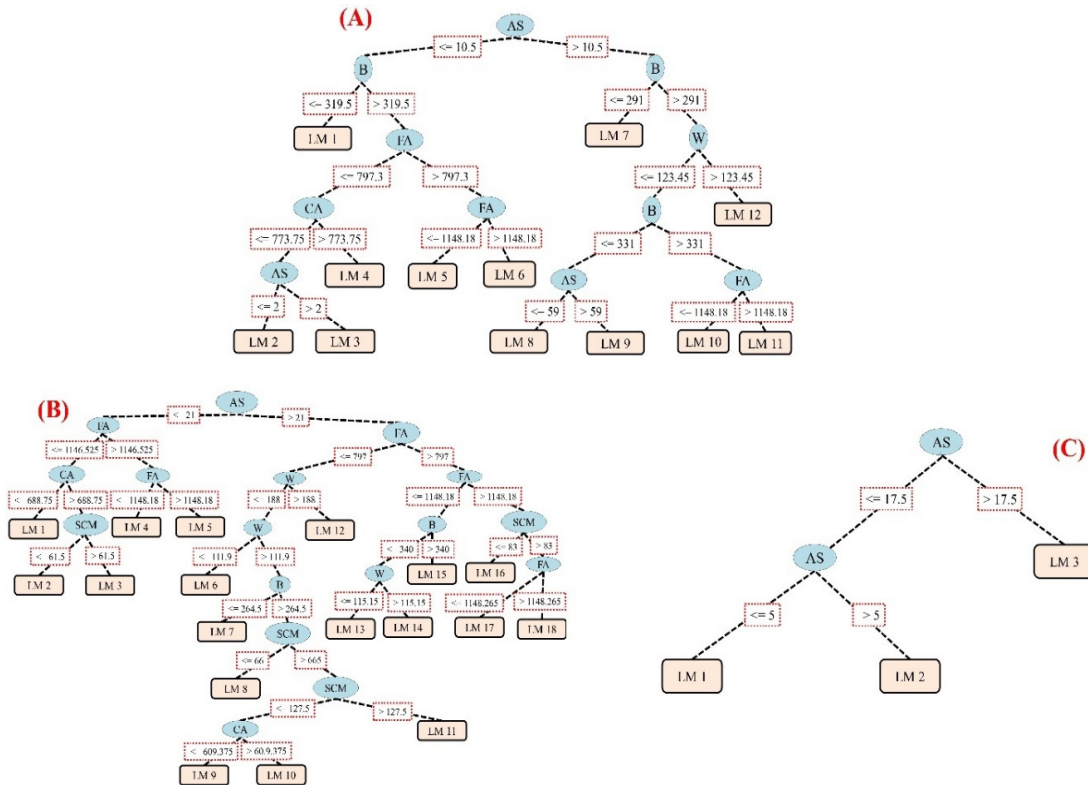 (A)
AS
<= 10.5 > 10.5
B B
<= 319.5 > 319.5 <= 291 > 291
LM 1 FA LM 7 W
<= 797.3 > 797.3 <= 123.45 > 123.45
CA FA B LM 12
<= 773.75 > 773.75 <= 1148.18 > 1148.18 <= 331 > 331
AS LM 4 LM 5 LM 6 AS FA
<= 2 > 2 <= 59 > 59 <= 1148.18 > 1148.18
LM 2 LM 3 LM 8 LM 9 LM 10 LM 11
(B)
AS
< 21 > 21
FA FA
<= 1146.525 > 1146.525 <= 797 > 797
CA FA W FA
< 688.75 > 688.75 < 1148.18 > 1148.18 < 188 > 188 <= 1148.18 > 1148.18
LM 1 SCM LM 4 LM 5 W LM 12 B SCM
< 61.5 > 61.5 < 111.9 > 111.9 < 340 > 340 <= 83 > 83
LM 2 LM 3 LM 6 B W LM 15 LM 16 FA
<= 264.5 > 264.5 <= 115.15 > 115.15 <= 1148.265 > 1148.265
LM 7 SCM LM 13 LM 14 LM 17 LM 18
<= 66 > 665
LM 8 SCM
< 127.5 > 127.5
CA LM 11
< 609.375 > 60.9.375
LM 9 LM 10
(C)
AS
<= 17.5 > 17.5
AS LM 3
<= 5 > 5
LM 1 LM 2